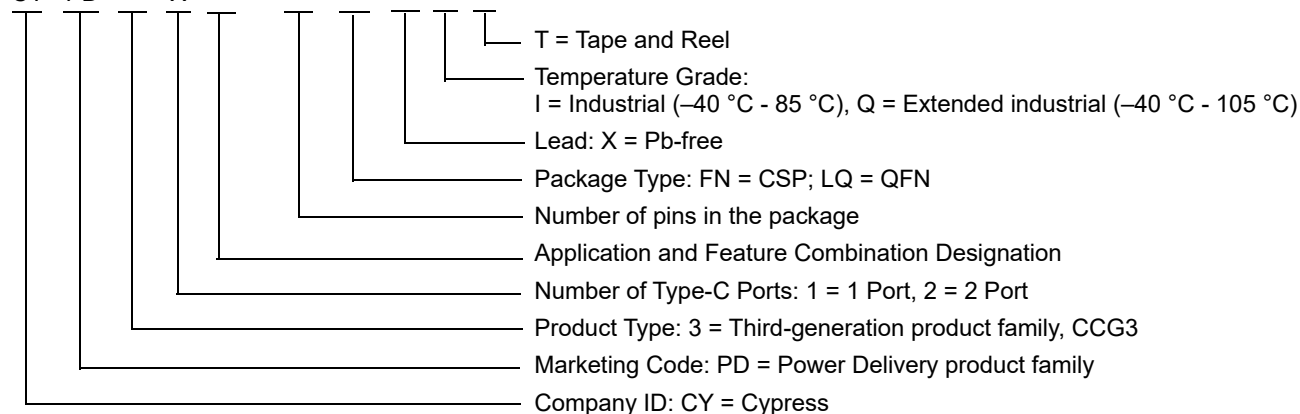 T = Tape and Reel
Temperature Grade:
I = Industrial (–40 °C - 85 °C), Q = Extended industrial (–40 °C - 105 °C)
Lead: X = Pb-free
Package Type: FN = CSP; LQ = QFN
Number of pins in the package
Application and Feature Combination Designation
Number of Type-C Ports: 1 = 1 Port, 2 = 2 Port
Product Type: 3 = Third-generation product family, CCG3
Marketing Code: PD = Power Delivery product family
Company ID: CY = Cypress